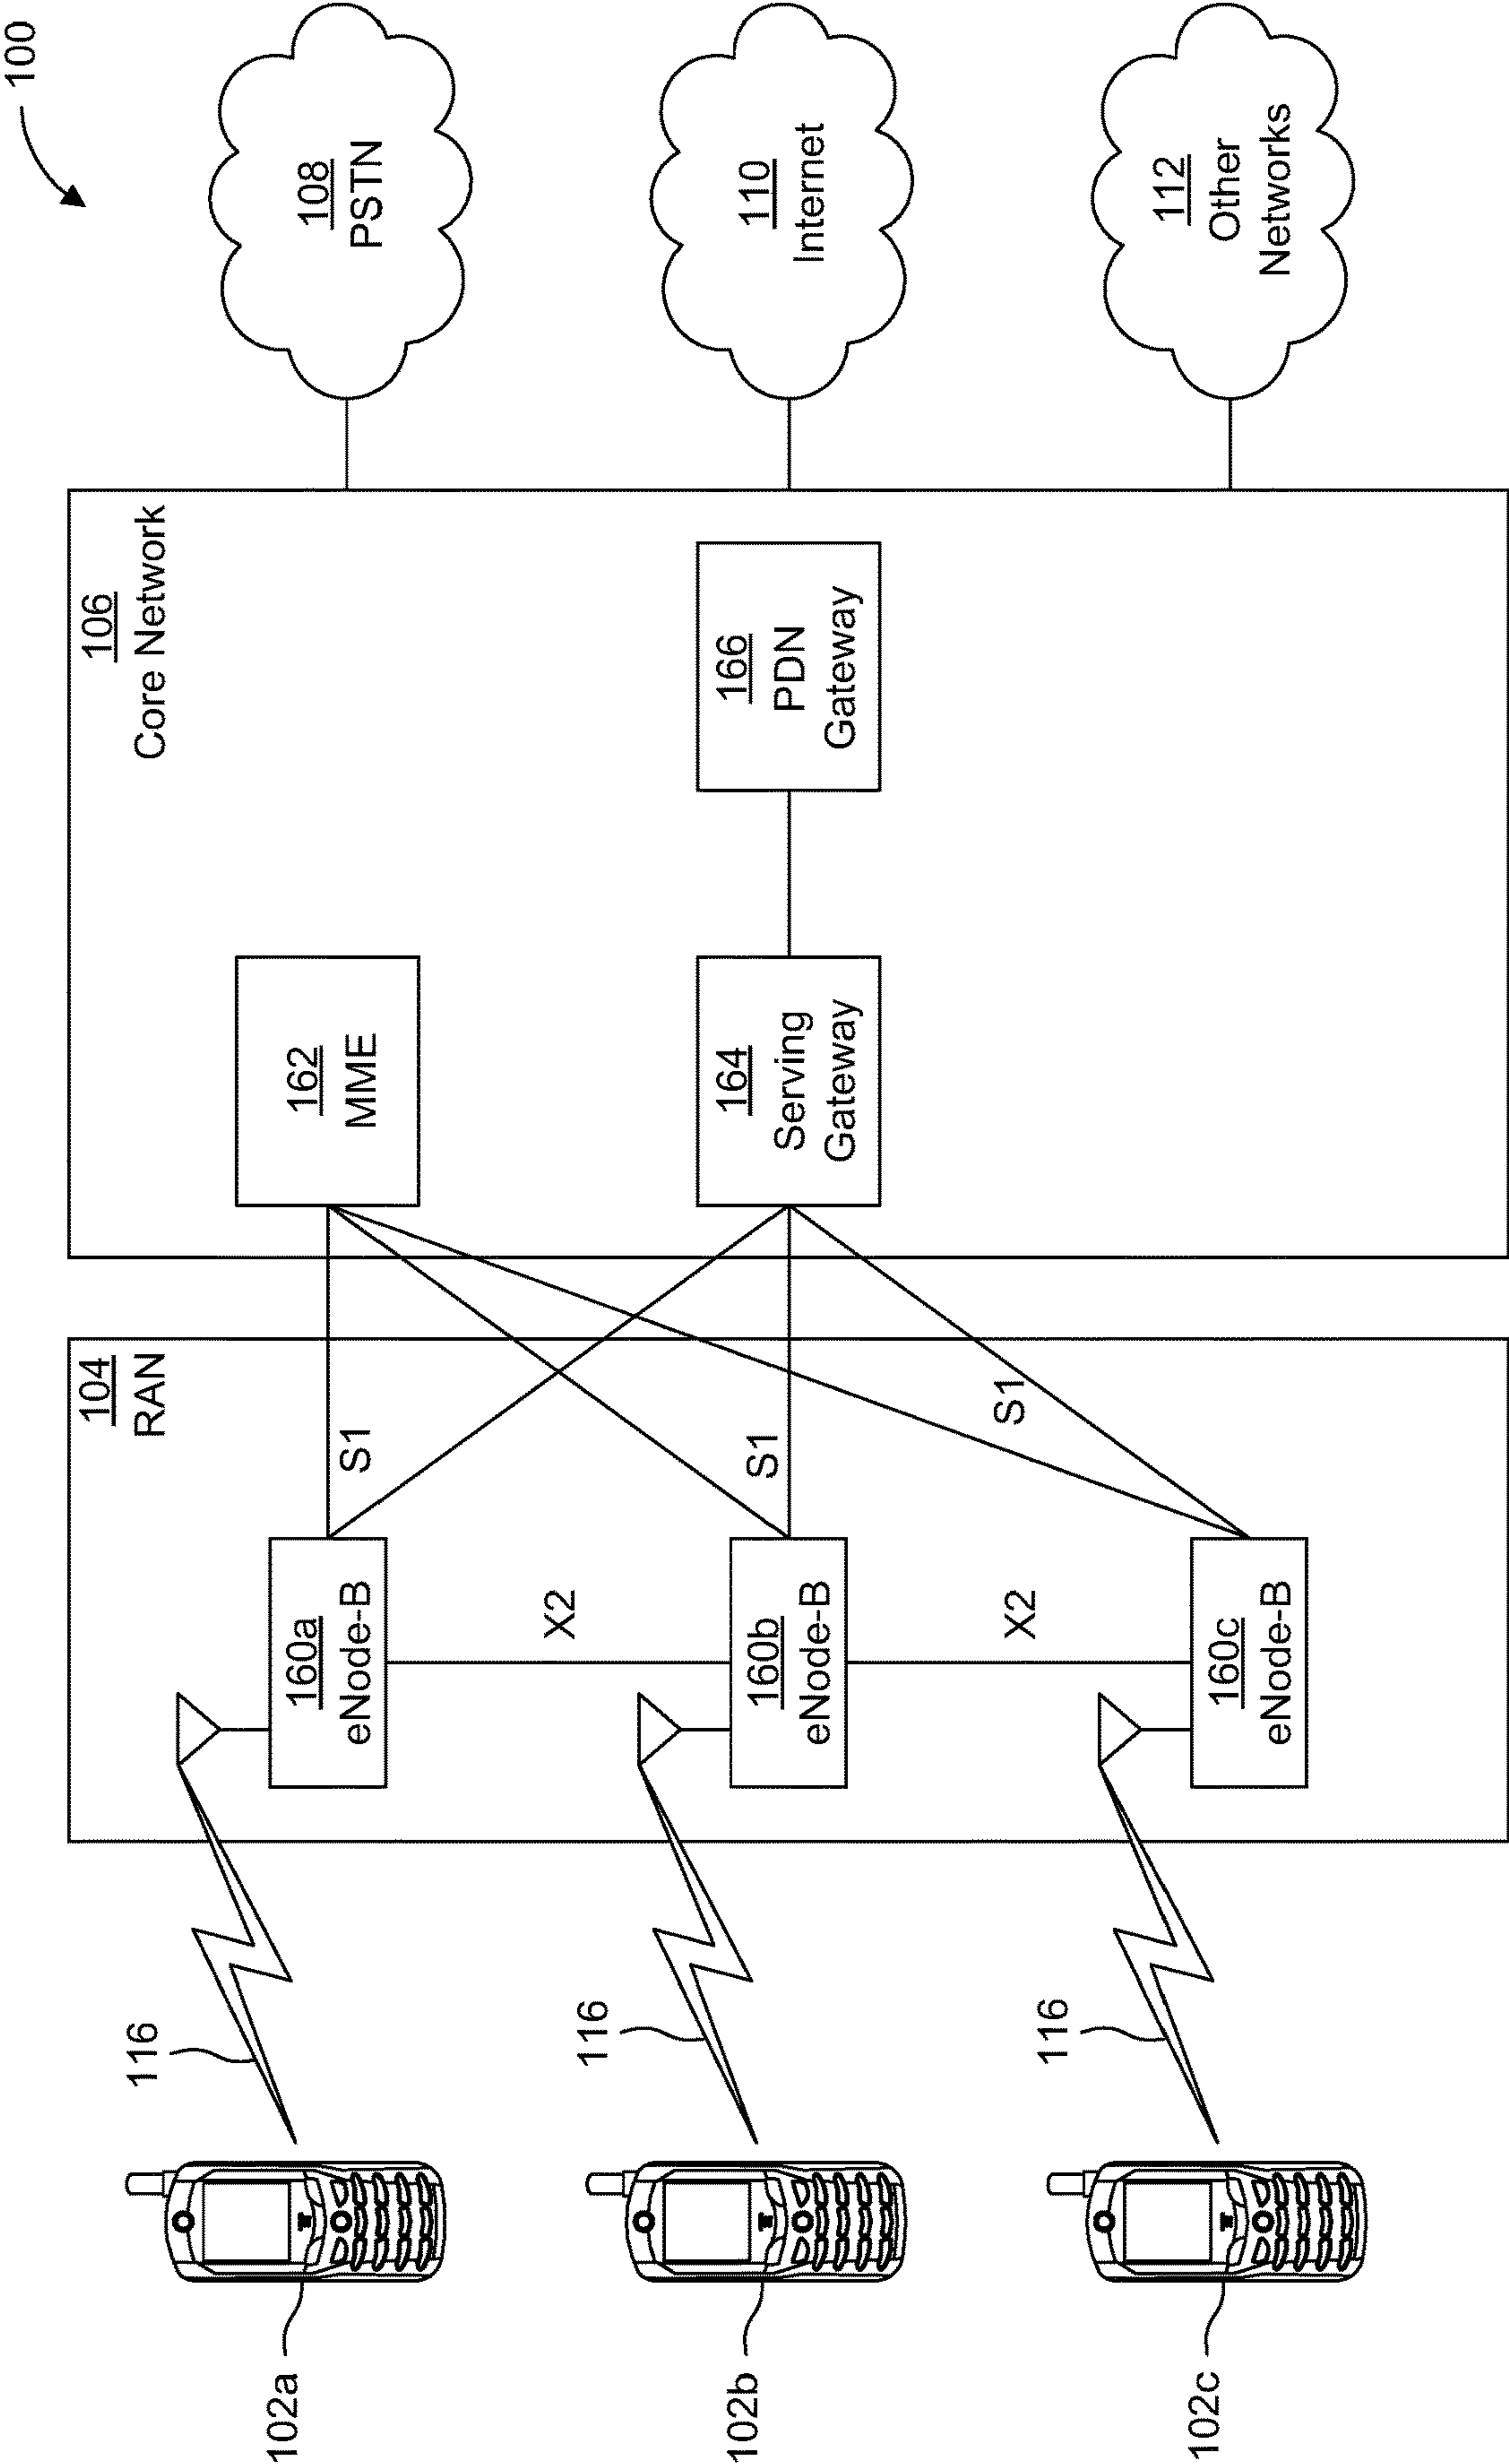 100
102a
116
104
RAN
160a
eNode-B
S1
X2
102b
116
160b
eNode-B
S1
X2
102c
116
160c
eNode-B
S1
106
Core Network
162
MME
164
Serving
Gateway
166
PDN
Gateway
108
PSTN
110
Internet
112
Other
Networks